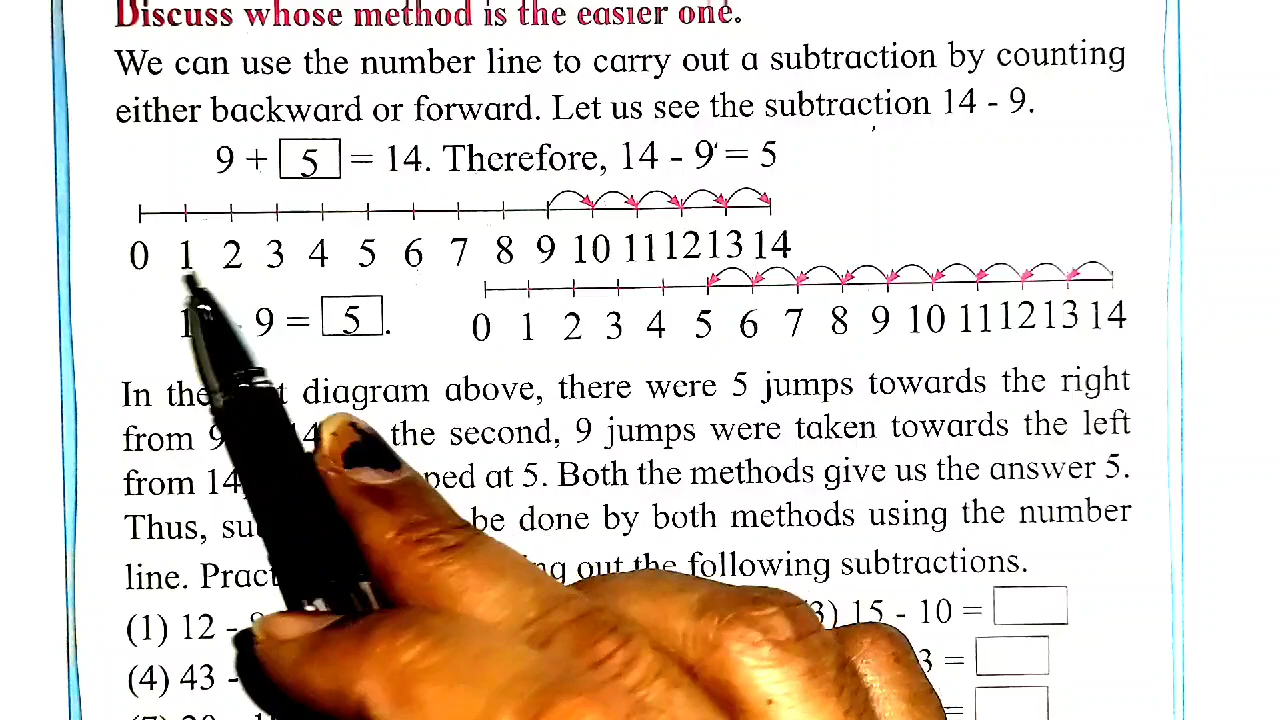 Discuss whose method is the easier one.
We can use the number line to carry out a subtraction by counting
either backward or forward. Let us see the subtraction 14 - 9.
9 + 5 = 14. Therefore, 14 - 9 = 5
0 1 2 3 4 5 6 7 8 9 10 11 12 13 14
9 = 5 .
0 1 2 3 4 5 6 7 8 9 10 11 12 13 14
In the diagram above, there were 5 jumps towards the right
from 9 the second, 9 jumps were taken towards the left
from 14, at 5. Both the methods give us the answer 5.
Thus, be done by both methods using the number
line. out the following subtractions.
(1) 12 - (3) 15 - 10 =
(4) 43 - 3 =
=